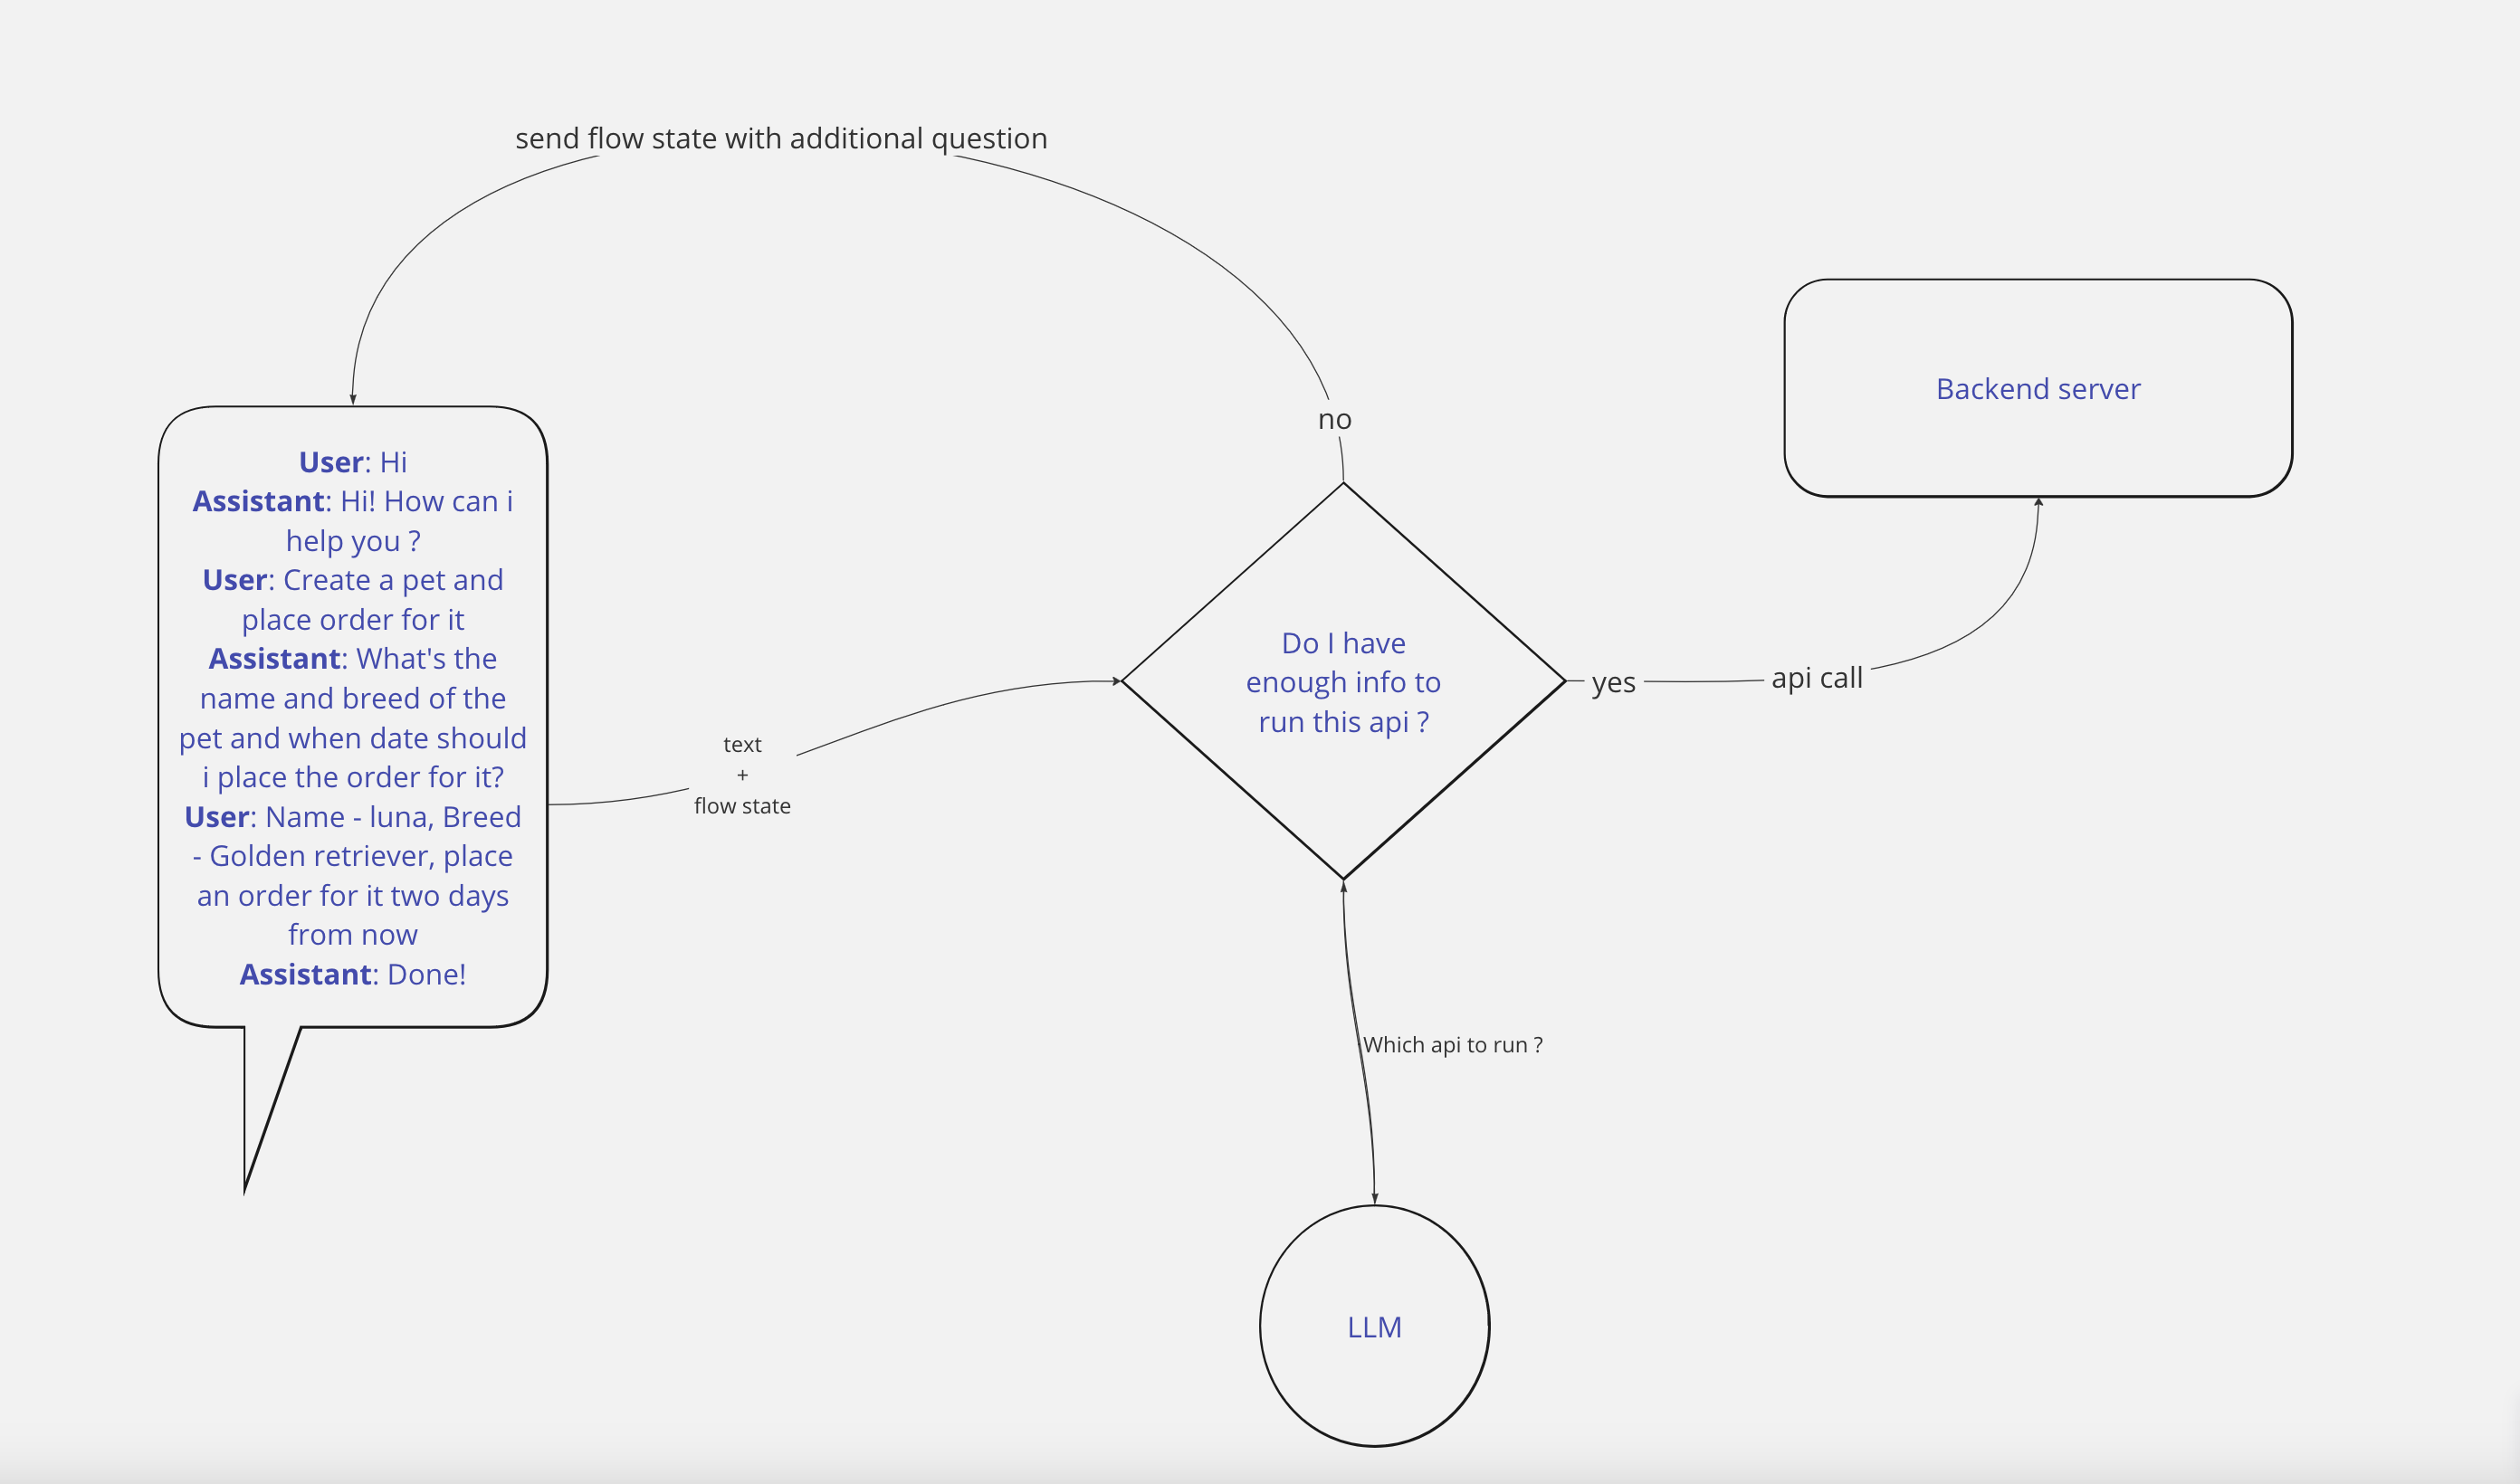 send flow state with additional question
no
Backend server
User: Hi
Assistant: Hi! How can i
help you ?
User: Create a pet and
place order for it
Assistant: What's the
name and breed of the
pet and when date should
i place the order for it?
User: Name - luna, Breed
- Golden retriever, place
an order for it two days
from now
Assistant: Done!
text
+
flow state
Do I have
enough info to
run this api ?
yes
api call
Which api to run ?
LLM